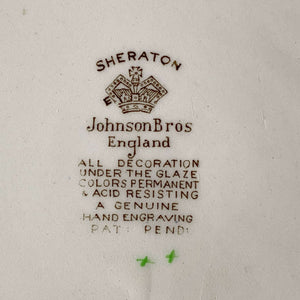 SHERATON
Johnson Bros
England
ALL DECORATION
UNDER THE GLAZE
COLORS PERMANENT
& ACID RESISTING
A GENUINE
HAND ENGRAVING
PAT: PEND: